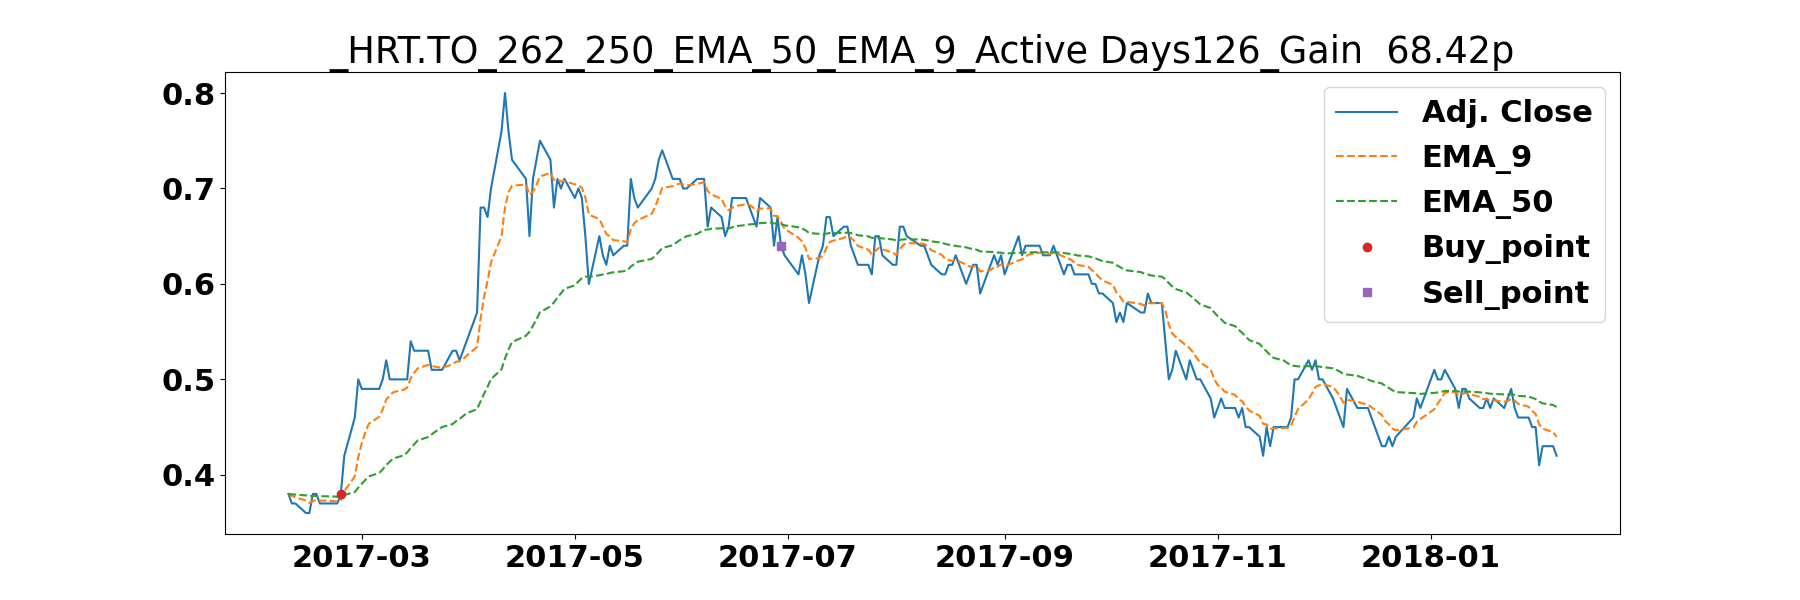 _HRT.TO_262_250_EMA_50_EMA_9_Active Days126_Gain  68.42p
0.8
0.7
0.6
0.5
0.4
2017-03 2017-05 2017-07 2017-09 2017-11 2018-01
Adj. Close
EMA_9
EMA_50
Buy_point
Sell_point